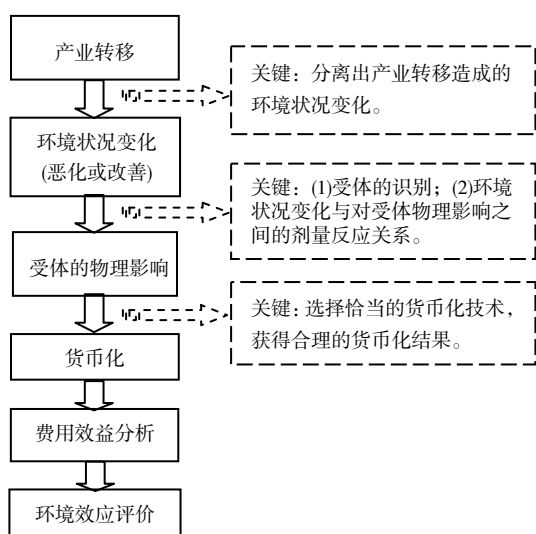 产业转移
关键：分离出产业转移造成的
环境状况变化。
环境状况变化
(恶化或改善)
关键：(1)受体的识别；(2)环境
状况变化与对受体物理影响之
间的剂量反应关系。
受体的物理影响
关键：选择恰当的货币化技术，
获得合理的货币化结果。
货币化
费用效益分析
环境效应评价